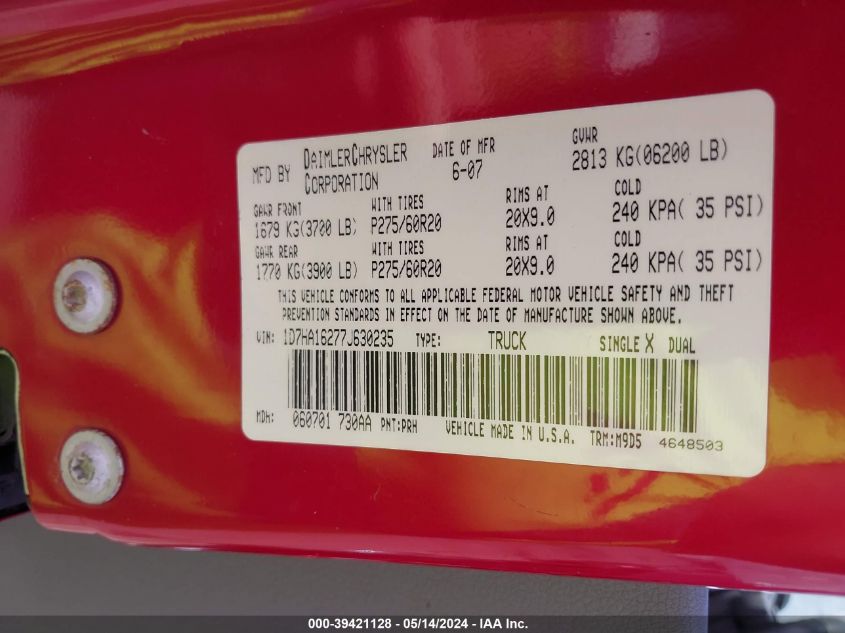 MFD BY DAIMLERCHRYSLER CORPORATION DATE OF MFR 6-07 GVWR 2813 KG(06200 LB)
GAWR FRONT WITH TIRES RIMS AT COLD
1679 KG(3700 LB) P275/60R20 20X9.0 240 KPA( 35 PSI)
GAWR REAR WITH TIRES RIMS AT COLD
1770 KG(3900 LB) P275/60R20 20X9.0 240 KPA( 35 PSI)
THIS VEHICLE CONFORMS TO ALL APPLICABLE FEDERAL MOTOR VEHICLE SAFETY AND THEFT
PREVENTION STANDARDS IN EFFECT ON THE DATE OF MANUFACTURE SHOWN ABOVE.
VIN: 1D7HA16277J630235 TYPE: TRUCK SINGLE X DUAL
MDH: 060701 730AA PNT:PRH VEHICLE MADE IN U.S.A. TRM:M9D5 4648503
000-39421128 - 05/14/2024 - IAA Inc.